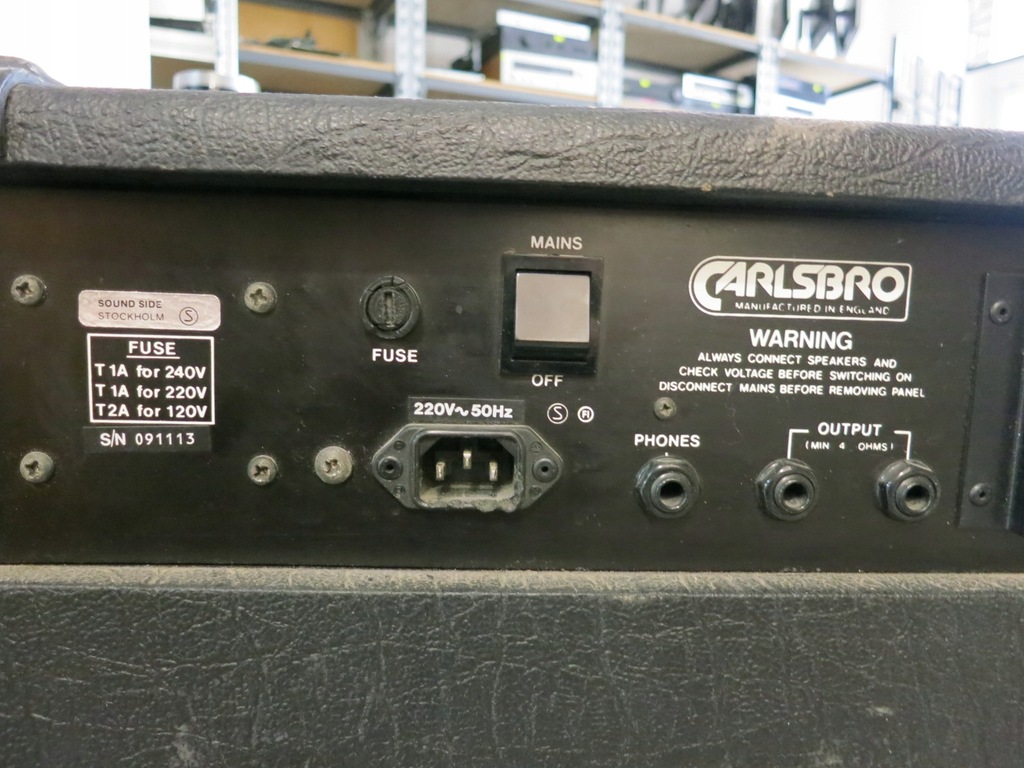 SOUND SIDE
STOCKHOLM Ⓢ
FUSE
T 1A for 240V
T 1A for 220V
T 2A for 120V
S/N 091113
FUSE
MAINS
OFF
220V~50Hz
Ⓢ Ⓡ
CARLSBRO
MANUFACTURED IN ENGLAND
WARNING
ALWAYS CONNECT SPEAKERS AND
CHECK VOLTAGE BEFORE SWITCHING ON
DISCONNECT MAINS BEFORE REMOVING PANEL
PHONES
OUTPUT
(MIN 4 OHMS)